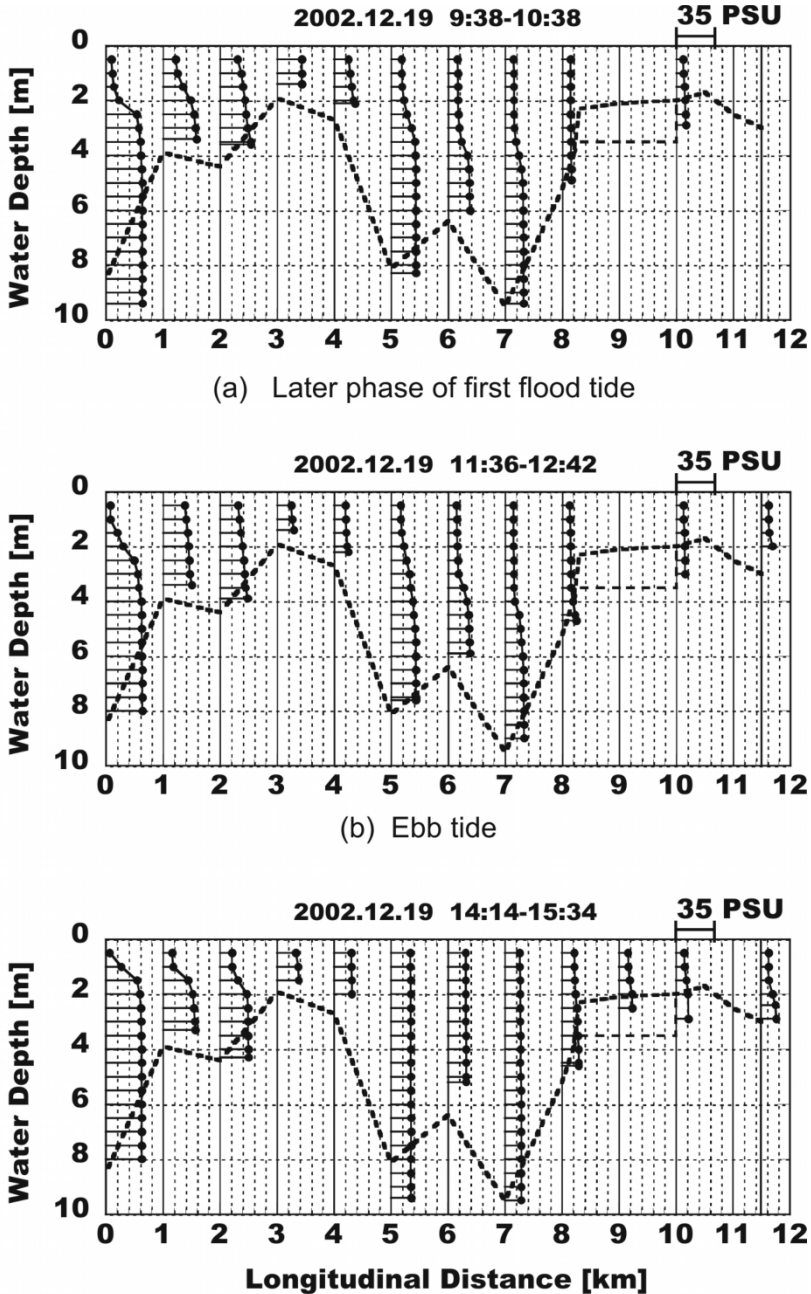 2002.12.19 9:38-10:38
35 PSU
0
2
4
6
8
10
Water Depth [m]
0 1 2 3 4 5 6 7 8 9 10 11 12
(a) Later phase of first flood tide
2002.12.19 11:36-12:42
35 PSU
0
2
4
6
8
10
Water Depth [m]
0 1 2 3 4 5 6 7 8 9 10 11 12
(b) Ebb tide
2002.12.19 14:14-15:34
35 PSU
0
2
4
6
8
10
Water Depth [m]
0 1 2 3 4 5 6 7 8 9 10 11 12
Longitudinal Distance [km]